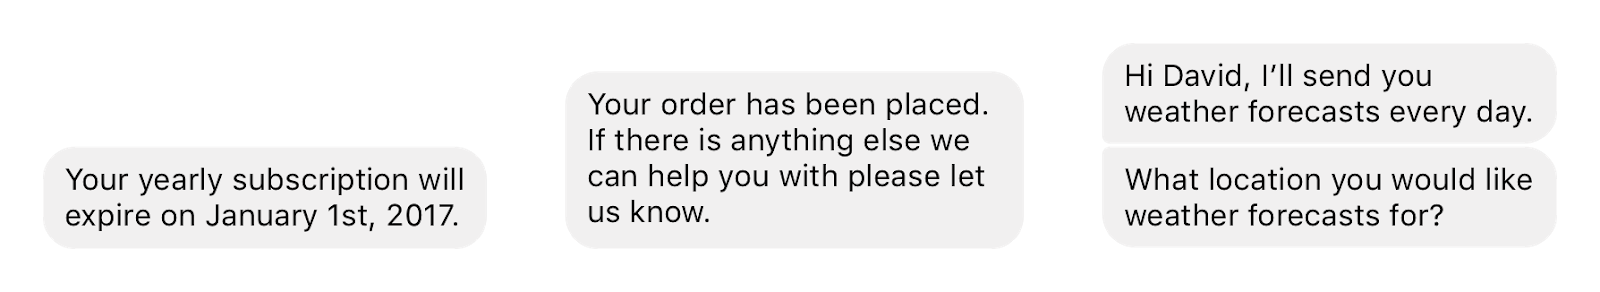 Your yearly subscription will
expire on January 1st, 2017.
Your order has been placed.
If there is anything else we
can help you with please let
us know.
Hi David, I’ll send you
weather forecasts every day.
What location you would like
weather forecasts for?